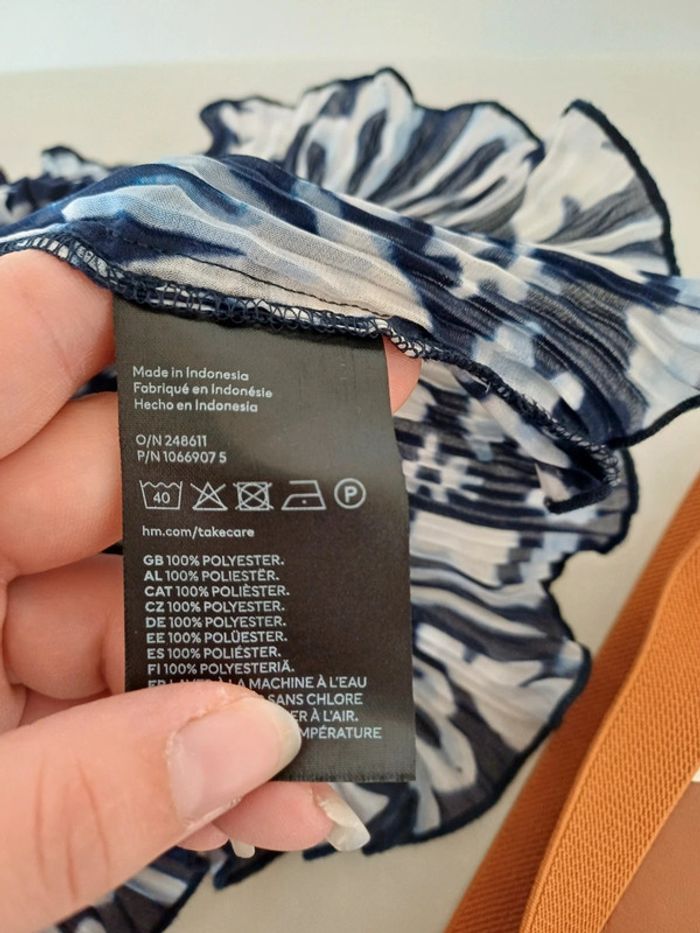 Made in Indonesia
Fabriqué en Indonésie
Hecho en Indonesia
O/N 248611
P/N 1066907 5
40 P
hm.com/takecare
GB 100% POLYESTER.
AL 100% POLIESTËR.
CAT 100% POLIÈSTER.
CZ 100% POLYESTER.
DE 100% POLYESTER.
EE 100% POLÜESTER.
ES 100% POLIÉSTER.
FI 100% POLYESTERIÄ.
MACHINE À L'EAU
SANS CHLORE
À L'AIR.